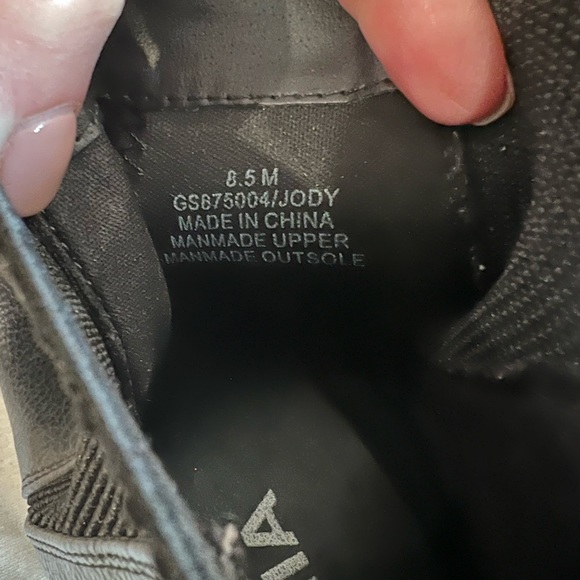 8.5 M
GS875004/JODY
MADE IN CHINA
MANMADE UPPER
MANMADE OUTSOLE